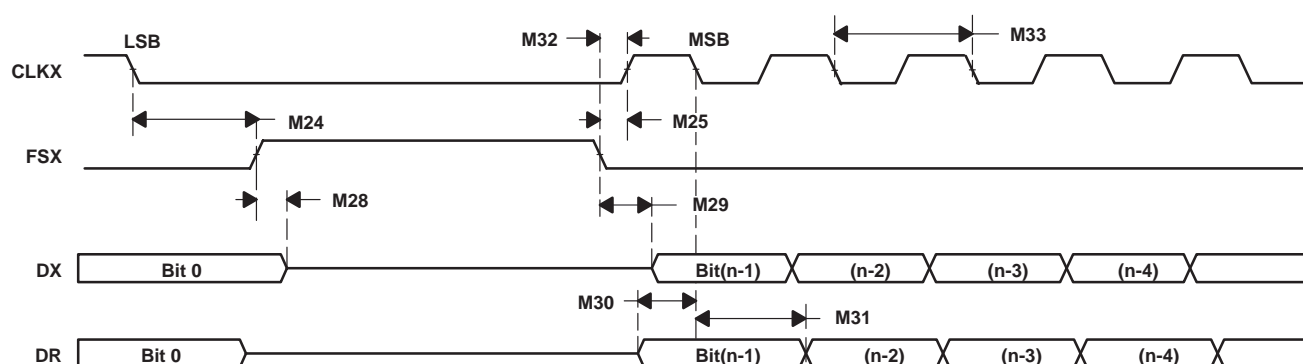 LSB
M32
MSB
M33
CLKX
M24
M25
FSX
M28
M29
DX
Bit 0
Bit(n-1)
(n-2)
(n-3)
(n-4)
M30
M31
DR
Bit 0
Bit(n-1)
(n-2)
(n-3)
(n-4)